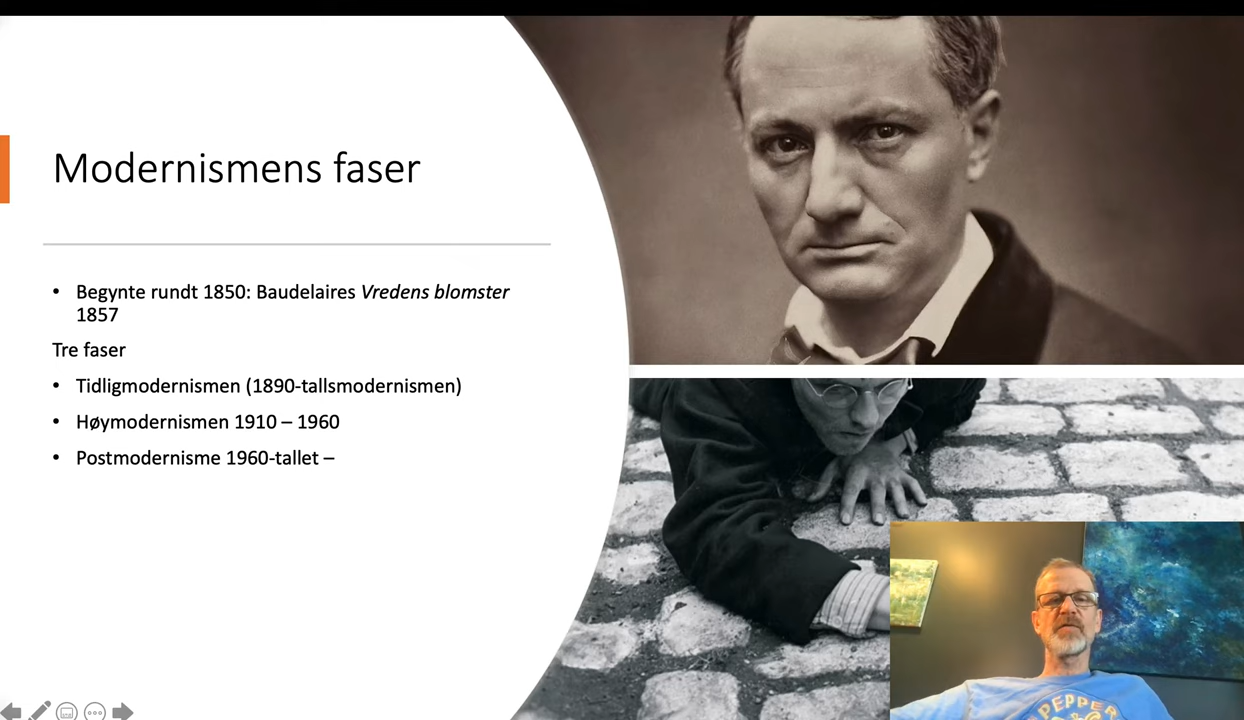 Modernismens faser
• Begynte rundt 1850: Baudelaires Vredens blomster
1857
Tre faser
• Tidligmodernismen (1890-tallsmodernismen)
• Høymodernismen 1910 – 1960
• Postmodernisme 1960-tallet –
PEPPER